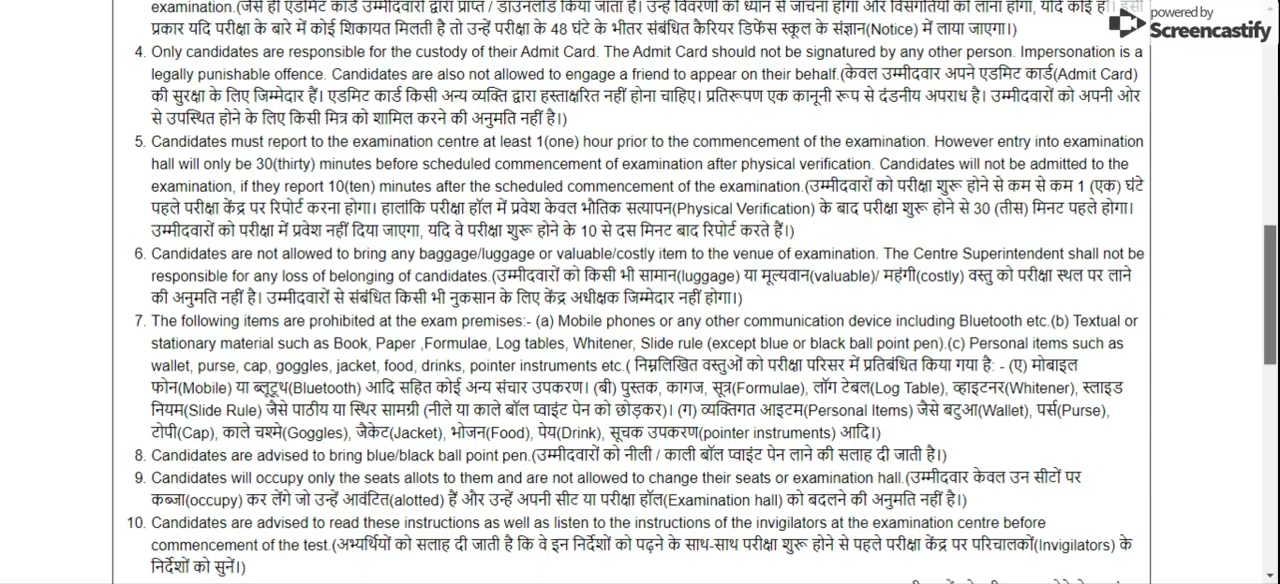 examination.(जैसे ही एडमिट कार्ड उम्मीदवारों द्वारा प्राप्त / डाउनलोड किया जाता है। उन्हें विवरणों को ध्यान से जांचना होगा और विसंगतियों को लाना होगा, यदि कोई हो। इसी
powered by
Screencastify
प्रकार यदि परीक्षा के बारे में कोई शिकायत मिलती है तो उन्हें परीक्षा के 48 घंटे के भीतर संबंधित कैरियर डिफेंस स्कूल के संज्ञान(Notice) में लाया जाएगा।)
4. Only candidates are responsible for the custody of their Admit Card. The Admit Card should not be signatured by any other person. Impersonation is a
legally punishable offence. Candidates are also not allowed to engage a friend to appear on their behalf.(केवल उम्मीदवार अपने एडमिट कार्ड(Admit Card)
की सुरक्षा के लिए जिम्मेदार हैं। एडमिट कार्ड किसी अन्य व्यक्ति द्वारा हस्ताक्षरित नहीं होना चाहिए। प्रतिरूपण एक कानूनी रूप से दंडनीय अपराध है। उम्मीदवारों को अपनी ओर
से उपस्थित होने के लिए किसी मित्र को शामिल करने की अनुमति नहीं है।)
5. Candidates must report to the examination centre at least 1(one) hour prior to the commencement of the examination. However entry into examination
hall will only be 30(thirty) minutes before scheduled commencement of examination after physical verification. Candidates will not be admitted to the
examination, if they report 10(ten) minutes after the scheduled commencement of the examination.(उम्मीदवारों को परीक्षा शुरू होने से कम से कम 1 (एक) घंटे
पहले परीक्षा केंद्र पर रिपोर्ट करना होगा। हालांकि परीक्षा हॉल में प्रवेश केवल भौतिक सत्यापन(Physical Verification) के बाद परीक्षा शुरू होने से 30 (तीस) मिनट पहले होगा।
उम्मीदवारों को परीक्षा में प्रवेश नहीं दिया जाएगा, यदि वे परीक्षा शुरू होने के 10 से दस मिनट बाद रिपोर्ट करते हैं।)
6. Candidates are not allowed to bring any baggage/luggage or valuable/costly item to the venue of examination. The Centre Superintendent shall not be
responsible for any loss of belonging of candidates.(उम्मीदवारों को किसी भी सामान(luggage) या मूल्यवान(valuable)/ महंगी(costly) वस्तु को परीक्षा स्थल पर लाने
की अनुमति नहीं है। उम्मीदवारों से संबंधित किसी भी नुकसान के लिए केंद्र अधीक्षक जिम्मेदार नहीं होगा।)
7. The following items are prohibited at the exam premises:- (a) Mobile phones or any other communication device including Bluetooth etc.(b) Textual or
stationary material such as Book, Paper ,Formulae, Log tables, Whitener, Slide rule (except blue or black ball point pen).(c) Personal items such as
wallet, purse, cap, goggles, jacket, food, drinks, pointer instruments etc.( निम्नलिखित वस्तुओं को परीक्षा परिसर में प्रतिबंधित किया गया है: - (ए) मोबाइल
फोन(Mobile) या ब्लूटूथ(Bluetooth) आदि सहित कोई अन्य संचार उपकरण। (बी) पुस्तक, कागज, सूत्र(Formulae), लॉग टेबल(Log Table), व्हाइटनर(Whitener), स्लाइड
नियम(Slide Rule) जैसे पाठीय या स्थिर सामग्री (नीले या काले बॉल प्वाइंट पेन को छोड़कर)। (ग) व्यक्तिगत आइटम(Personal Items) जैसे बटुआ(Wallet), पर्स(Purse),
टोपी(Cap), काले चश्मे(Goggles), जैकेट(Jacket), भोजन(Food), पेय(Drink), सूचक उपकरण(pointer instruments) आदि।)
8. Candidates are advised to bring blue/black ball point pen.(उम्मीदवारों को नीली / काली बॉल प्वाइंट पेन लाने की सलाह दी जाती है।)
9. Candidates will occupy only the seats allots to them and are not allowed to change their seats or examination hall.(उम्मीदवार केवल उन सीटों पर
कब्जा(occupy) कर लेंगे जो उन्हें आवंटित(alotted) हैं और उन्हें अपनी सीट या परीक्षा हॉल(Examination hall) को बदलने की अनुमति नहीं है।)
10. Candidates are advised to read these instructions as well as listen to the instructions of the invigilators at the examination centre before
commencement of the test.(अभ्यर्थियों को सलाह दी जाती है कि वे इन निर्देशों को पढ़ने के साथ-साथ परीक्षा शुरू होने से पहले परीक्षा केंद्र पर परिचालकों(Invigilators) के
निर्देशों को सुनें।)